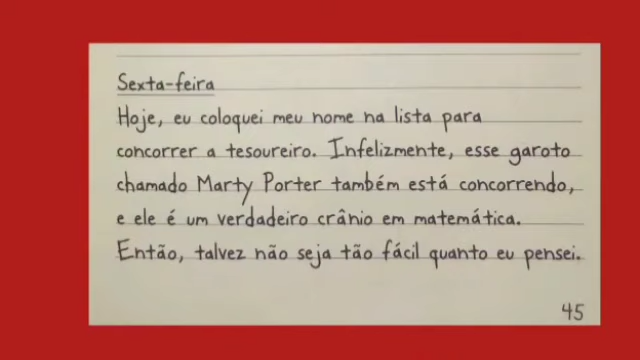 Sexta-feira
Hoje, eu coloquei meu nome na lista para
concorrer a tesoureiro. Infelizmente, esse garoto
chamado Marty Porter também está concorrendo,
e ele é um verdadeiro crânio em matemática.
Então, talvez não seja tão fácil quanto eu pensei.
45